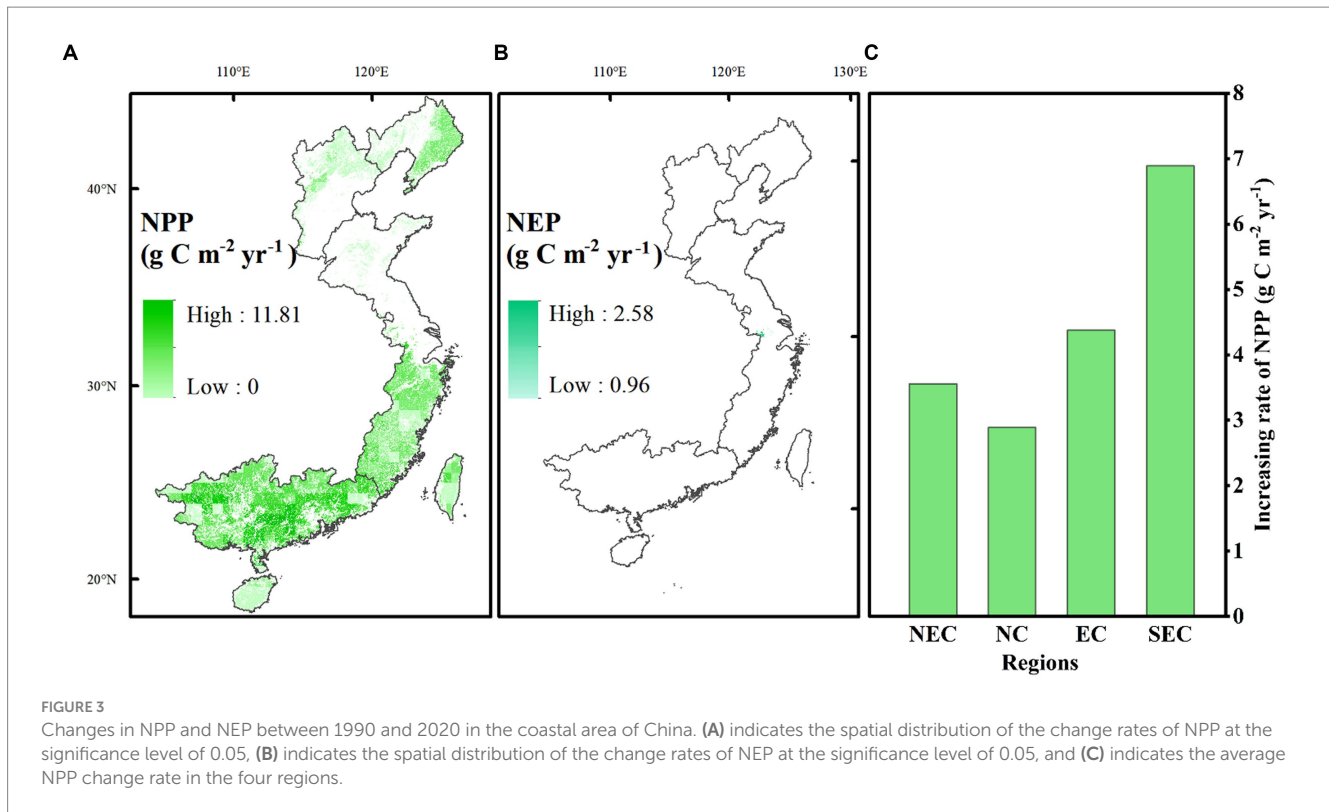 A
110°E 120°E
40°N
30°N
20°N
NPP
(g C m⁻² yr⁻¹)
High : 11.81
Low : 0
B
110°E 120°E 130°E
NEP
(g C m⁻² yr⁻¹)
High : 2.58
Low : 0.96
C
8
7
6
5
4
3
2
1
0
Increasing rate of NPP (g C m⁻² yr⁻¹)
NEC NC EC SEC
Regions
FIGURE 3
Changes in NPP and NEP between 1990 and 2020 in the coastal area of China. (A) indicates the spatial distribution of the change rates of NPP at the
significance level of 0.05, (B) indicates the spatial distribution of the change rates of NEP at the significance level of 0.05, and (C) indicates the average
NPP change rate in the four regions.